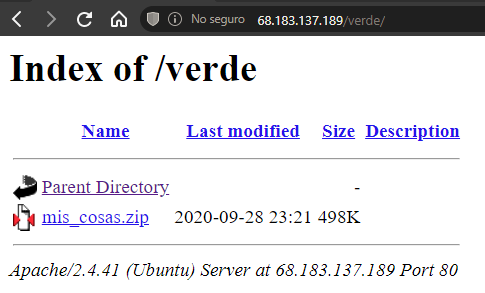 No seguro 68.183.137.189/verde/
Index of /verde
Name Last modified Size Description
Parent Directory -
mis_cosas.zip 2020-09-28 23:21 498K
Apache/2.4.41 (Ubuntu) Server at 68.183.137.189 Port 80